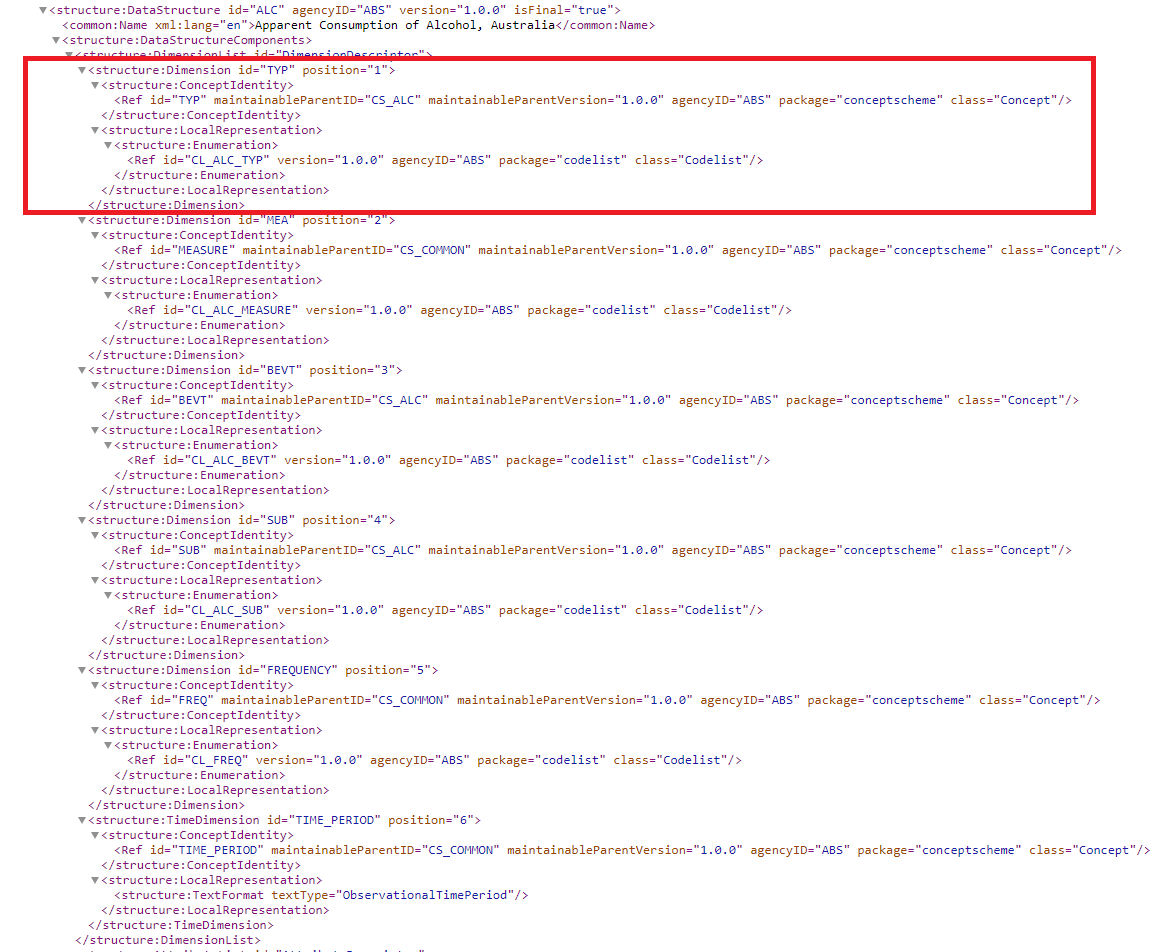 ▼<structure:DataStructure id="ALC" agencyID="ABS" version="1.0.0" isFinal="true">
<common:Name xml:lang="en">Apparent Consumption of Alcohol, Australia</common:Name>
▼<structure:DataStructureComponents>
▼<structure:DimensionList id="DimensionDescriptor">
▼<structure:Dimension id="TYP" position="1">
▼<structure:ConceptIdentity>
<Ref id="TYP" maintainableParentID="CS_ALC" maintainableParentVersion="1.0.0" agencyID="ABS" package="conceptscheme" class="Concept"/>
</structure:ConceptIdentity>
▼<structure:LocalRepresentation>
▼<structure:Enumeration>
<Ref id="CL_ALC_TYP" version="1.0.0" agencyID="ABS" package="codelist" class="Codelist"/>
</structure:Enumeration>
</structure:LocalRepresentation>
</structure:Dimension>
▼<structure:Dimension id="MEA" position="2">
▼<structure:ConceptIdentity>
<Ref id="MEASURE" maintainableParentID="CS_COMMON" maintainableParentVersion="1.0.0" agencyID="ABS" package="conceptscheme" class="Concept"/>
</structure:ConceptIdentity>
▼<structure:LocalRepresentation>
▼<structure:Enumeration>
<Ref id="CL_ALC_MEASURE" version="1.0.0" agencyID="ABS" package="codelist" class="Codelist"/>
</structure:Enumeration>
</structure:LocalRepresentation>
</structure:Dimension>
▼<structure:Dimension id="BEVT" position="3">
▼<structure:ConceptIdentity>
<Ref id="BEVT" maintainableParentID="CS_ALC" maintainableParentVersion="1.0.0" agencyID="ABS" package="conceptscheme" class="Concept"/>
</structure:ConceptIdentity>
▼<structure:LocalRepresentation>
▼<structure:Enumeration>
<Ref id="CL_ALC_BEVT" version="1.0.0" agencyID="ABS" package="codelist" class="Codelist"/>
</structure:Enumeration>
</structure:LocalRepresentation>
</structure:Dimension>
▼<structure:Dimension id="SUB" position="4">
▼<structure:ConceptIdentity>
<Ref id="SUB" maintainableParentID="CS_ALC" maintainableParentVersion="1.0.0" agencyID="ABS" package="conceptscheme" class="Concept"/>
</structure:ConceptIdentity>
▼<structure:LocalRepresentation>
▼<structure:Enumeration>
<Ref id="CL_ALC_SUB" version="1.0.0" agencyID="ABS" package="codelist" class="Codelist"/>
</structure:Enumeration>
</structure:LocalRepresentation>
</structure:Dimension>
▼<structure:Dimension id="FREQUENCY" position="5">
▼<structure:ConceptIdentity>
<Ref id="FREQ" maintainableParentID="CS_COMMON" maintainableParentVersion="1.0.0" agencyID="ABS" package="conceptscheme" class="Concept"/>
</structure:ConceptIdentity>
▼<structure:LocalRepresentation>
▼<structure:Enumeration>
<Ref id="CL_FREQ" version="1.0.0" agencyID="ABS" package="codelist" class="Codelist"/>
</structure:Enumeration>
</structure:LocalRepresentation>
</structure:Dimension>
▼<structure:TimeDimension id="TIME_PERIOD" position="6">
▼<structure:ConceptIdentity>
<Ref id="TIME_PERIOD" maintainableParentID="CS_COMMON" maintainableParentVersion="1.0.0" agencyID="ABS" package="conceptscheme" class="Concept"/>
</structure:ConceptIdentity>
▼<structure:LocalRepresentation>
<structure:TextFormat textType="ObservationalTimePeriod"/>
</structure:LocalRepresentation>
</structure:TimeDimension>
</structure:DimensionList>